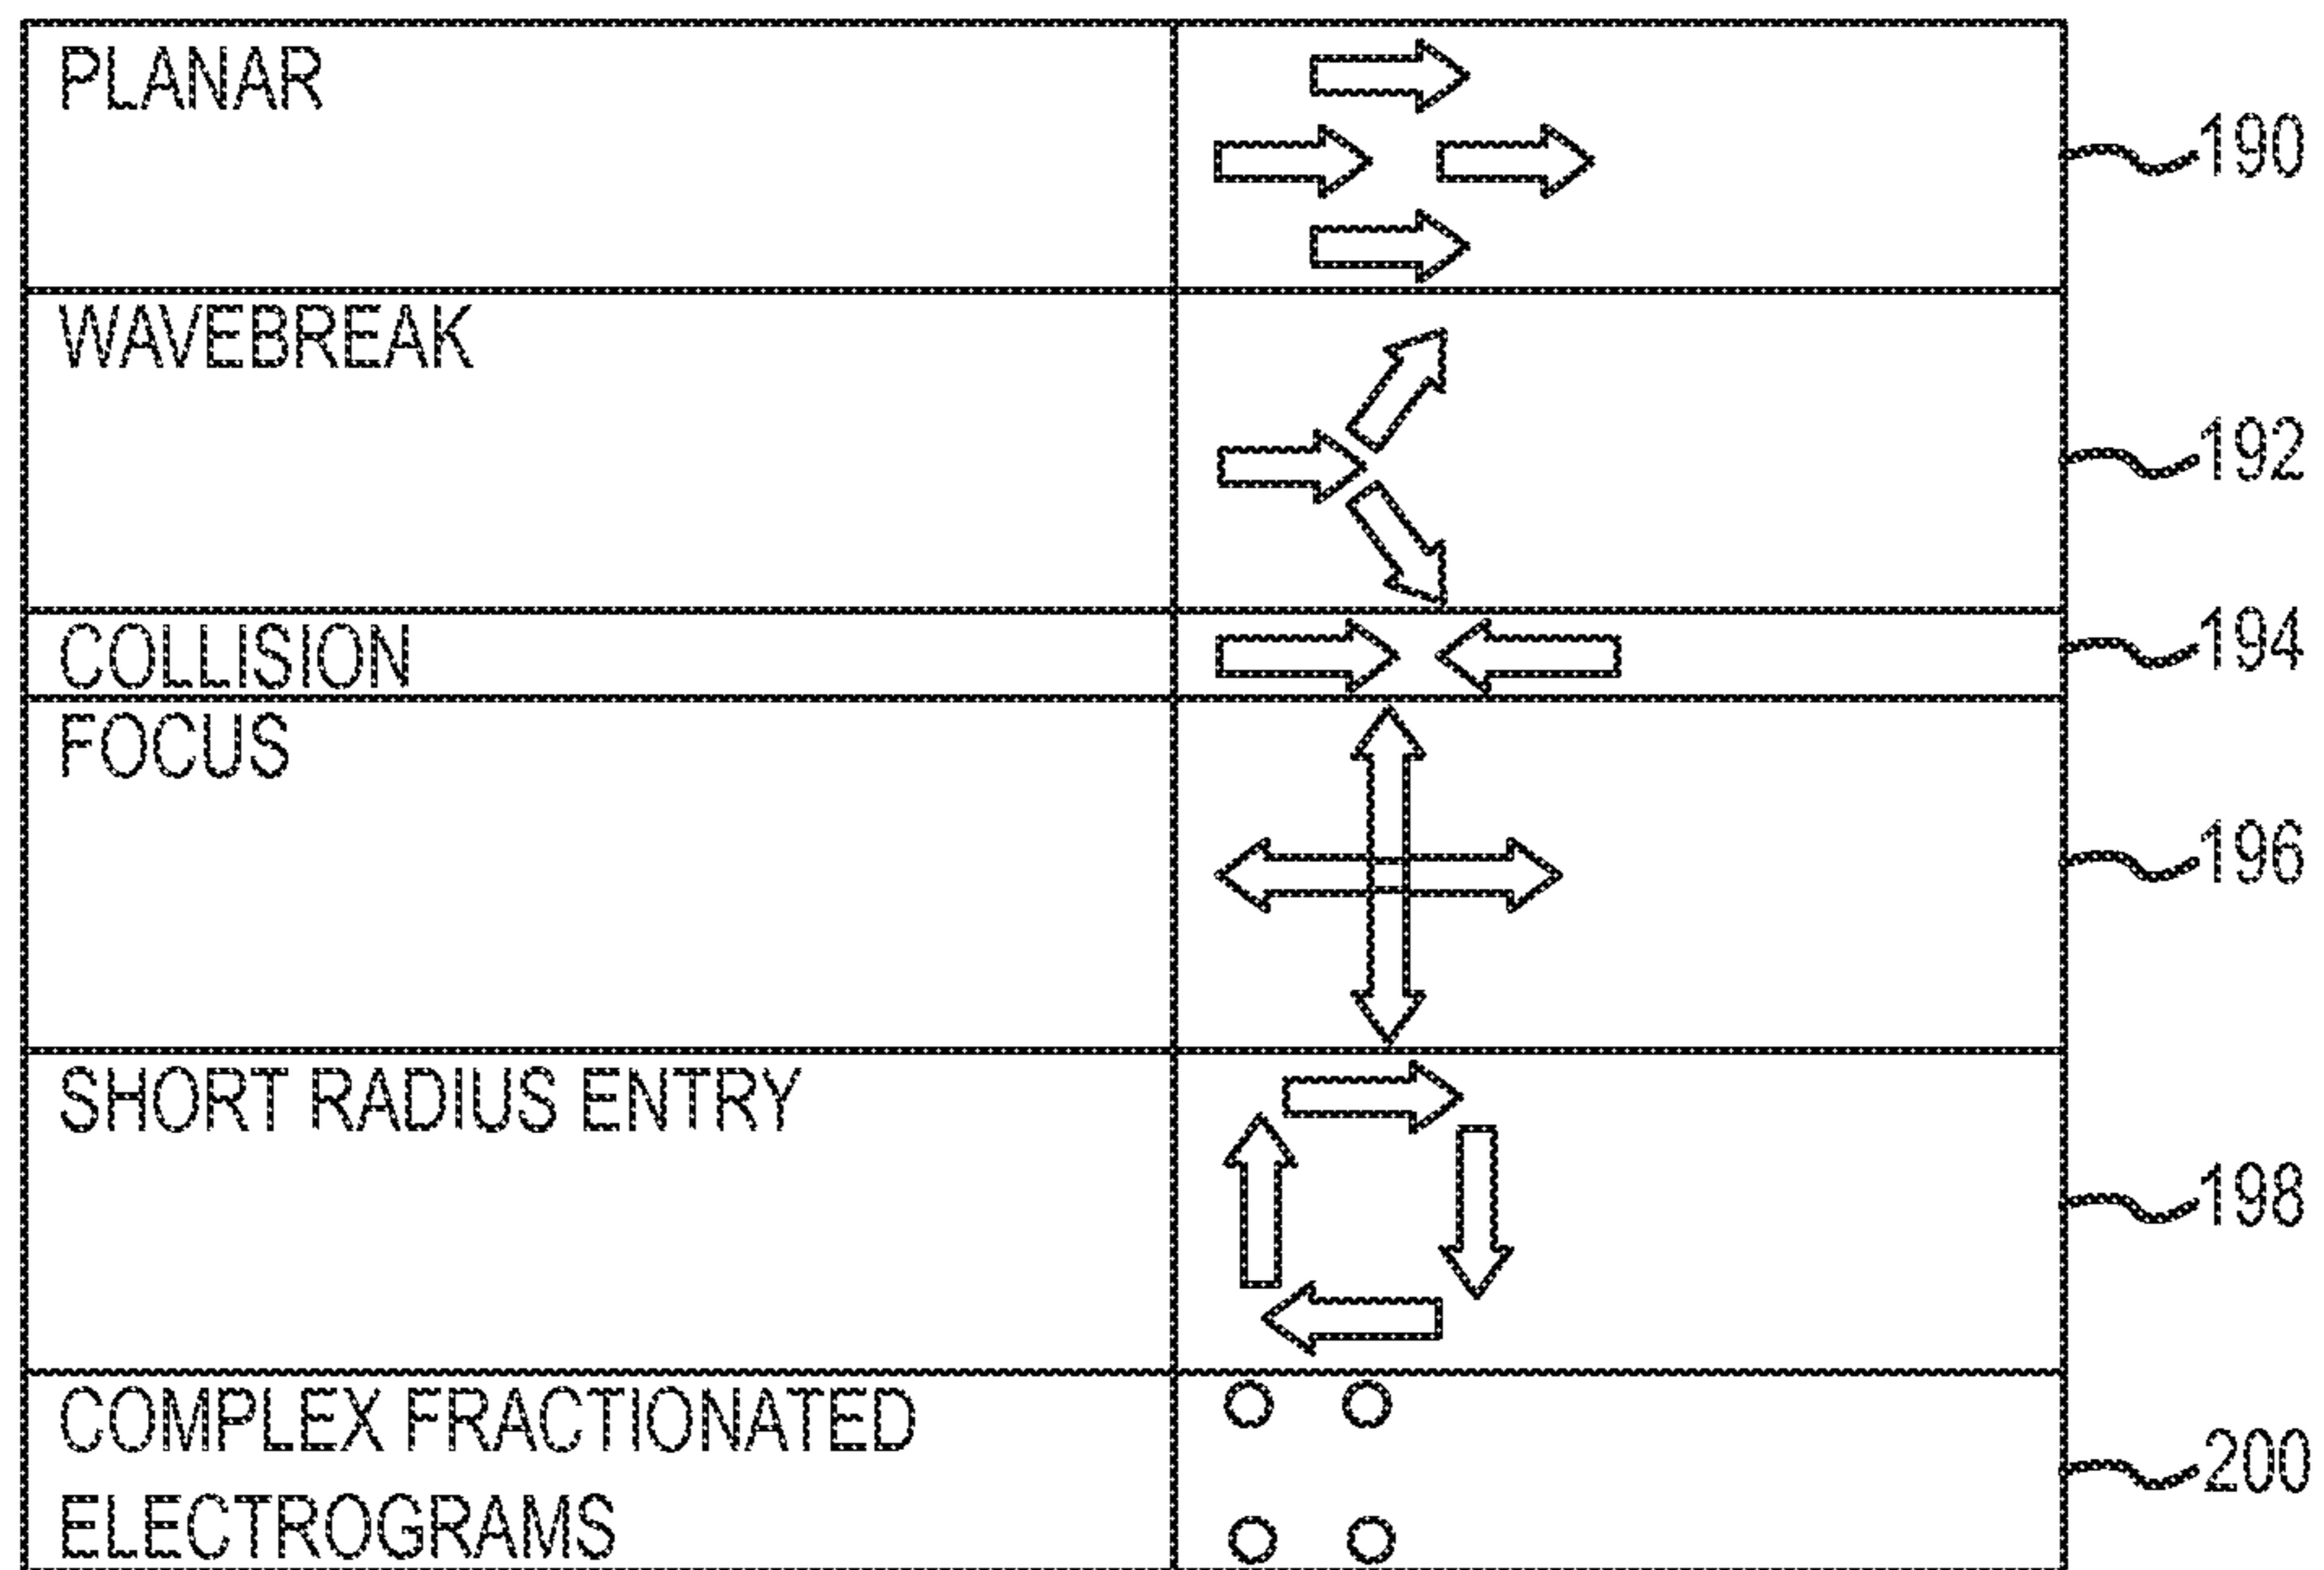 PLANAR
190
WAVEBREAK
192
COLLISION
194
FOCUS
196
SHORT RADIUS ENTRY
198
COMPLEX FRACTIONATED
ELECTROGRAMS
200